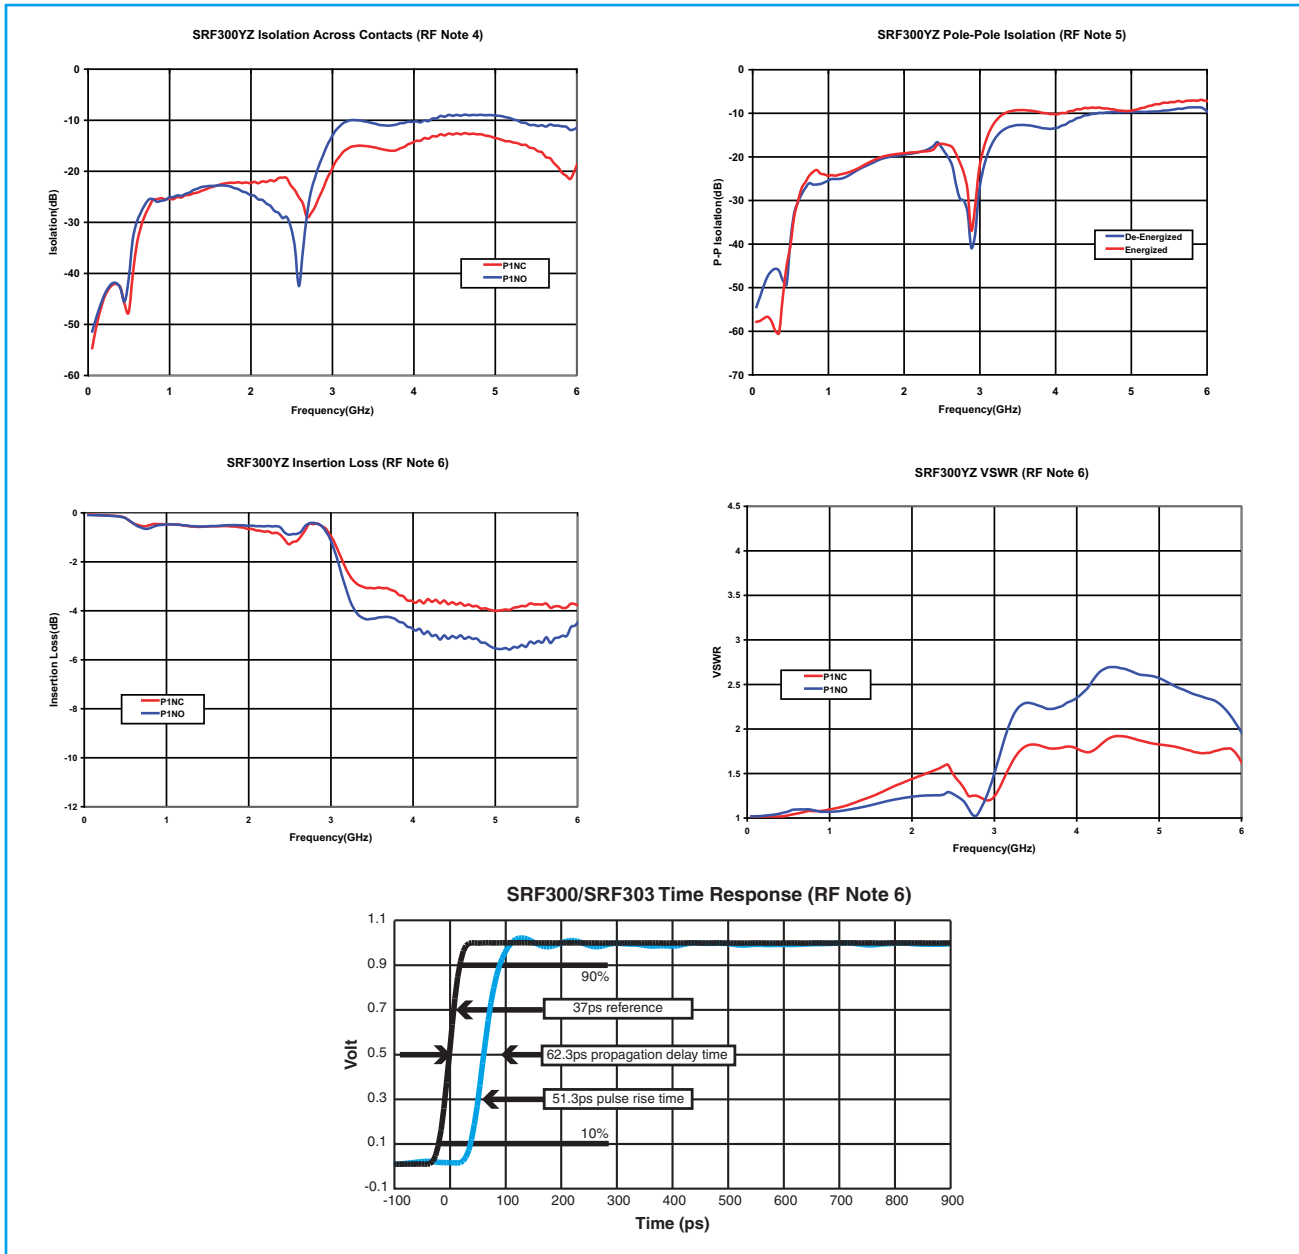 SRF300YZ Isolation Across Contacts (RF Note 4)
0
-10
-20
-30
-40
-50
-60
Isolation(dB)
P1NC
P1NO
0 1 2 3 4 5 6
Frequency(GHz)
SRF300YZ Pole-Pole Isolation (RF Note 5)
0
-10
-20
-30
-40
-50
-60
-70
P-P Isolation(dB)
De-Energized
Energized
0 1 2 3 4 5 6
Frequency(GHz)
SRF300YZ Insertion Loss (RF Note 6)
0
-2
-4
-6
-8
-10
-12
Insertion Loss(dB)
P1NC
P1NO
0 1 2 3 4 5 6
Frequency(GHz)
SRF300YZ VSWR (RF Note 6)
4.5
4
3.5
3
2.5
2
1.5
1
VSWR
P1NC
P1NO
0 1 2 3 4 5 6
Frequency(GHz)
SRF300/SRF303 Time Response (RF Note 6)
1.1
0.9
0.7
0.5
0.3
0.1
-0.1
Volt
90%
37ps reference
62.3ps propagation delay time
51.3ps pulse rise time
10%
-100 0 100 200 300 400 500 600 700 800 900
Time (ps)